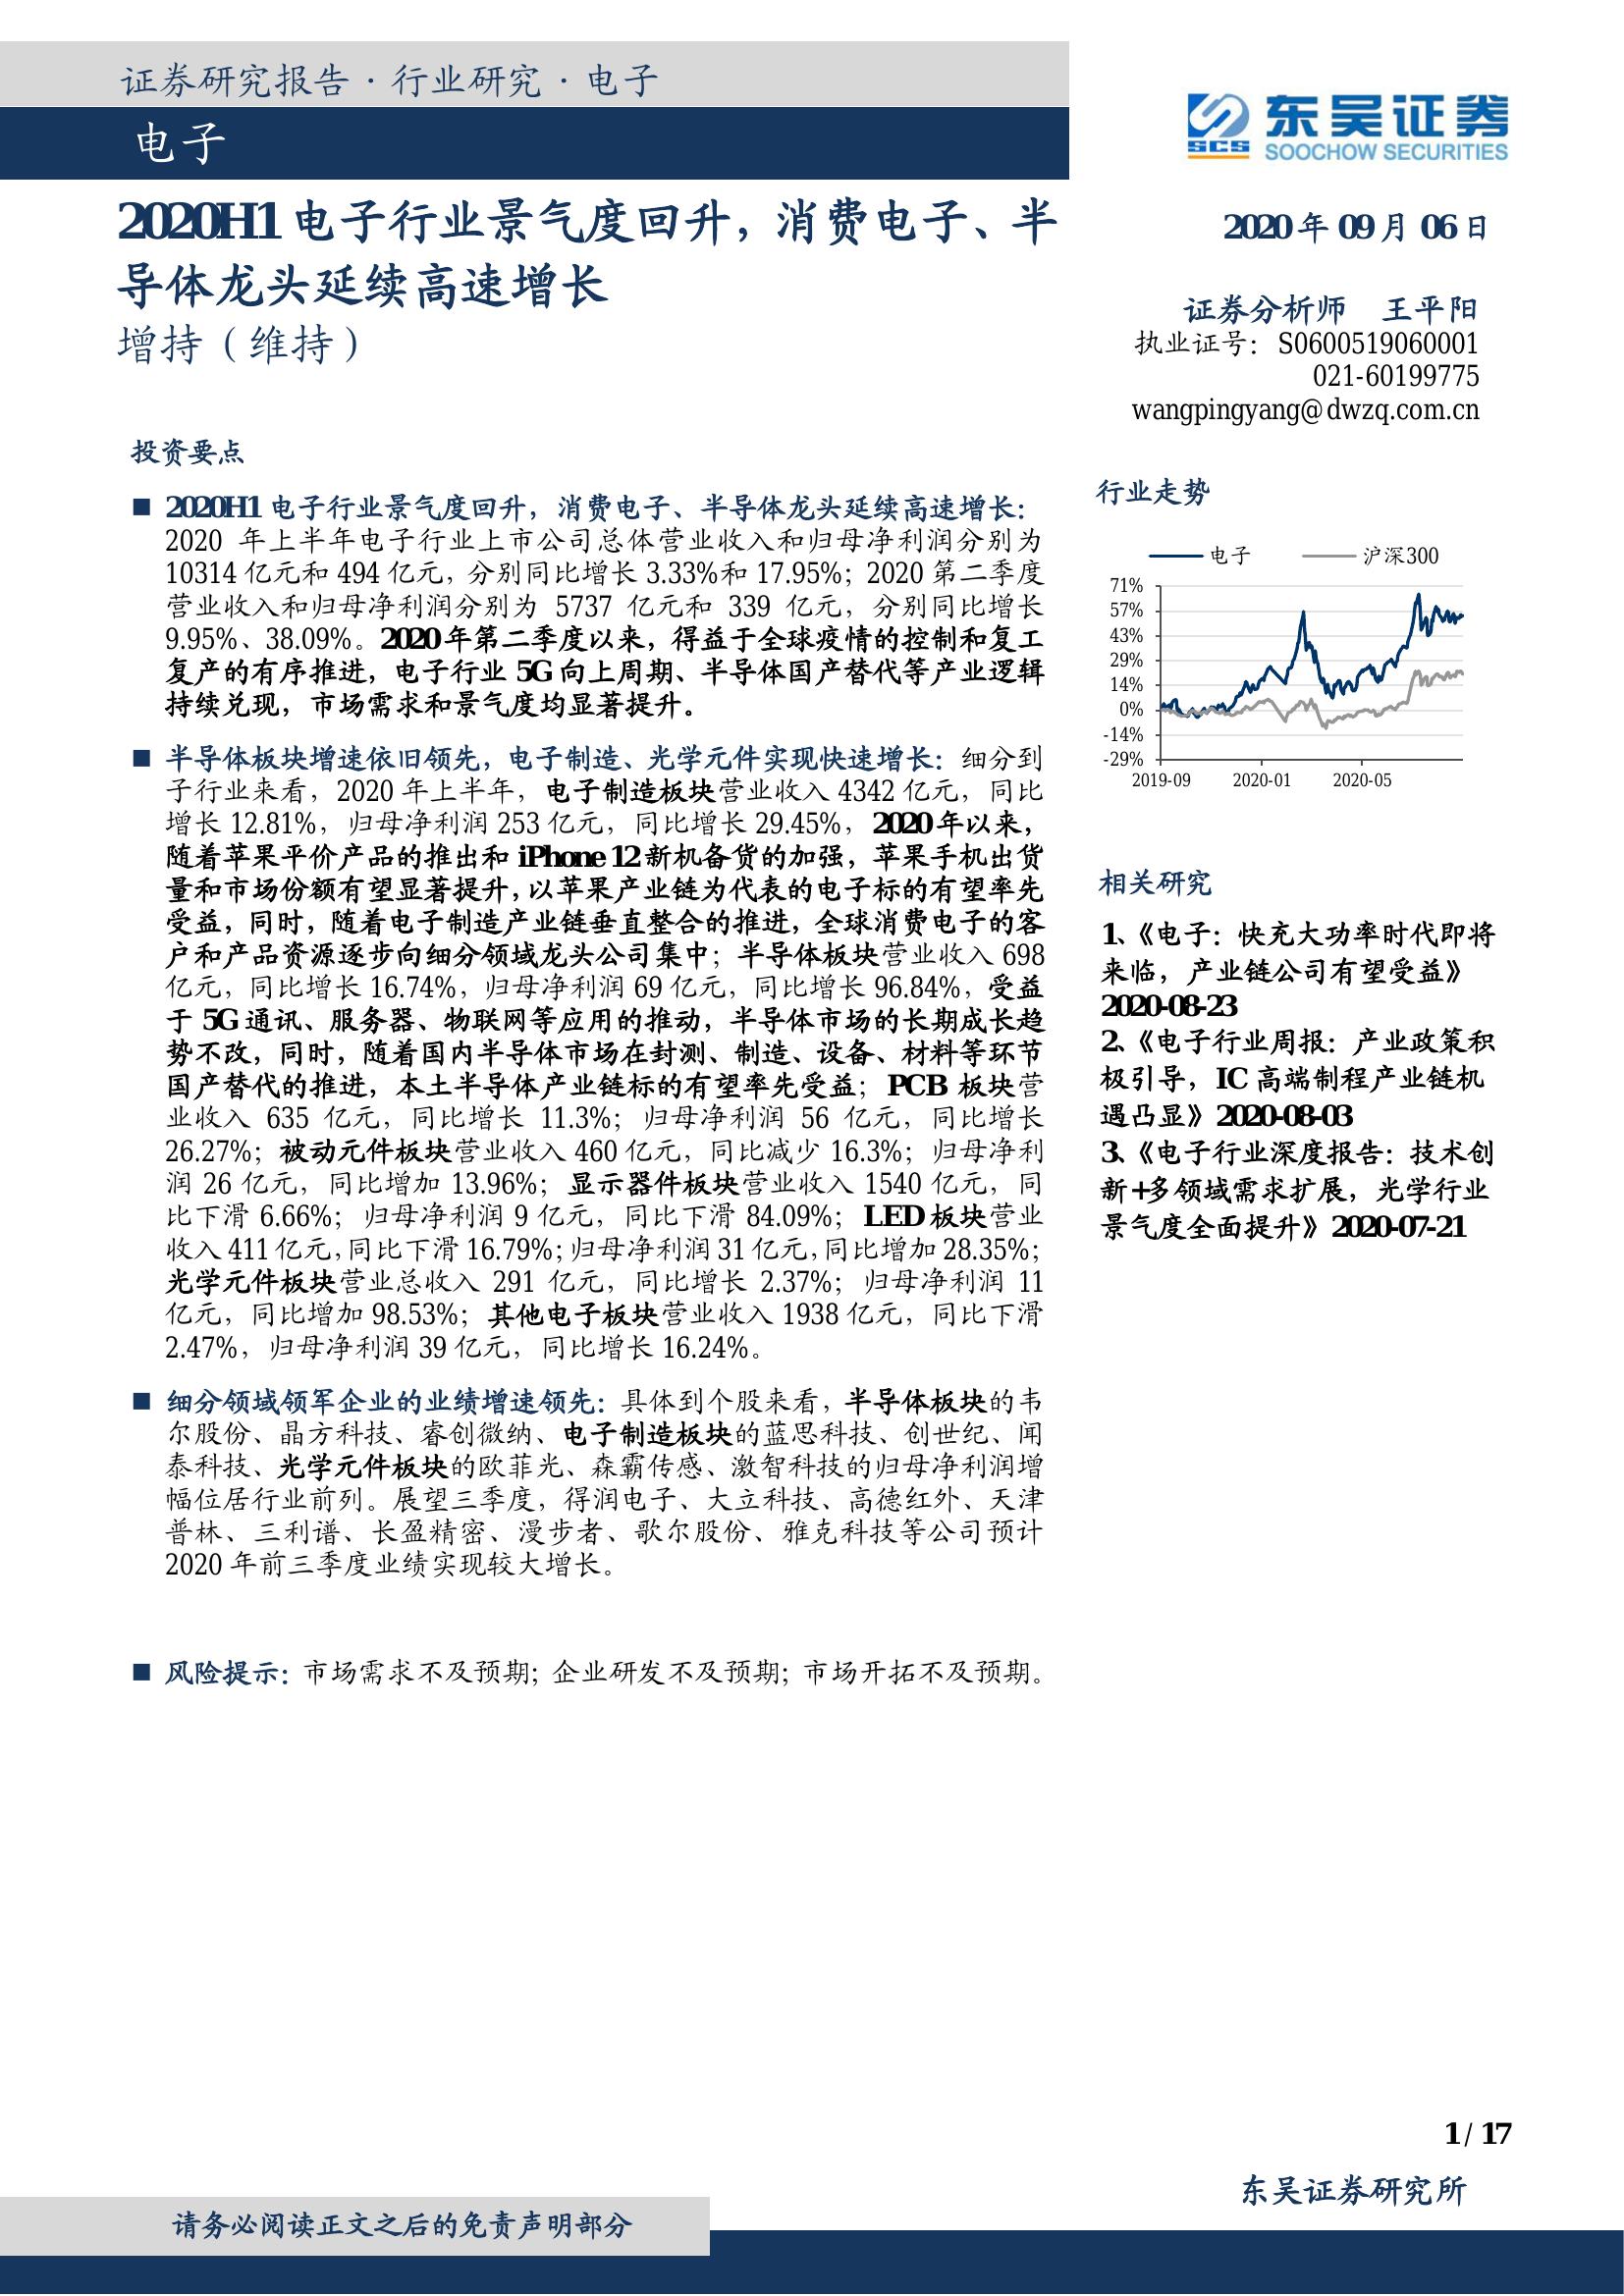 证券研究报告·行业研究·电子
电子
SCS
东吴证券
SOOCHOW SECURITIES
2020H1 电子行业景气度回升，消费电子、半
导体龙头延续高速增长
增持（维持）
2020 年 09 月 06 日
证券分析师 王平阳
执业证号：S0600519060001
021-60199775
wangpingyang@dwzq.com.cn
投资要点
■ 2020H1 电子行业景气度回升，消费电子、半导体龙头延续高速增长：
2020 年上半年电子行业上市公司总体营业收入和归母净利润分别为
10314 亿元和 494 亿元，分别同比增长 3.33%和 17.95%；2020 第二季度
营业收入和归母净利润分别为 5737 亿元和 339 亿元，分别同比增长
9.95%、38.09%。2020 年第二季度以来，得益于全球疫情的控制和复工
复产的有序推进，电子行业 5G 向上周期、半导体国产替代等产业逻辑
持续兑现，市场需求和景气度均显著提升。
■ 半导体板块增速依旧领先，电子制造、光学元件实现快速增长：细分到
子行业来看，2020 年上半年，电子制造板块营业收入 4342 亿元，同比
增长 12.81%，归母净利润 253 亿元，同比增长 29.45%，2020 年以来，
随着苹果平价产品的推出和 iPhone 12 新机备货的加强，苹果手机出货
量和市场份额有望显著提升，以苹果产业链为代表的电子标的有望率先
受益，同时，随着电子制造产业链垂直整合的推进，全球消费电子的客
户和产品资源逐步向细分领域龙头公司集中；半导体板块营业收入 698
亿元，同比增长 16.74%，归母净利润 69 亿元，同比增长 96.84%，受益
于 5G 通讯、服务器、物联网等应用的推动，半导体市场的长期成长趋
势不改，同时，随着国内半导体市场在封测、制造、设备、材料等环节
国产替代的推进，本土半导体产业链标的有望率先受益；PCB 板块营
业收入 635 亿元，同比增长 11.3%；归母净利润 56 亿元，同比增长
26.27%；被动元件板块营业收入 460 亿元，同比减少 16.3%；归母净利
润 26 亿元，同比增加 13.96%；显示器件板块营业收入 1540 亿元，同
比下滑 6.66%；归母净利润 9 亿元，同比下滑 84.09%；LED 板块营业
收入 411 亿元，同比下滑 16.79%；归母净利润 31 亿元，同比增加 28.35%；
光学元件板块营业总收入 291 亿元，同比增长 2.37%；归母净利润 11
亿元，同比增加 98.53%；其他电子板块营业收入 1938 亿元，同比下滑
2.47%，归母净利润 39 亿元，同比增长 16.24%。
■ 细分领域领军企业的业绩增速领先：具体到个股来看，半导体板块的韦
尔股份、晶方科技、睿创微纳、电子制造板块的蓝思科技、创世纪、闻
泰科技、光学元件板块的欧菲光、森霸传感、激智科技的归母净利润增
幅位居行业前列。展望三季度，得润电子、大立科技、高德红外、天津
普林、三利谱、长盈精密、漫步者、歌尔股份、雅克科技等公司预计
2020 年前三季度业绩实现较大增长。
■ 风险提示：市场需求不及预期；企业研发不及预期；市场开拓不及预期。
行业走势
电子 沪深300
71%
57%
43%
29%
14%
0%
-14%
-29%
2019-09 2020-01 2020-05
相关研究
1、《电子：快充大功率时代即将
来临，产业链公司有望受益》
2020-08-23
2、《电子行业周报：产业政策积
极引导，IC 高端制程产业链机
遇凸显》2020-08-03
3、《电子行业深度报告：技术创
新+多领域需求扩展，光学行业
景气度全面提升》2020-07-21
1 / 17
东吴证券研究所
请务必阅读正文之后的免责声明部分